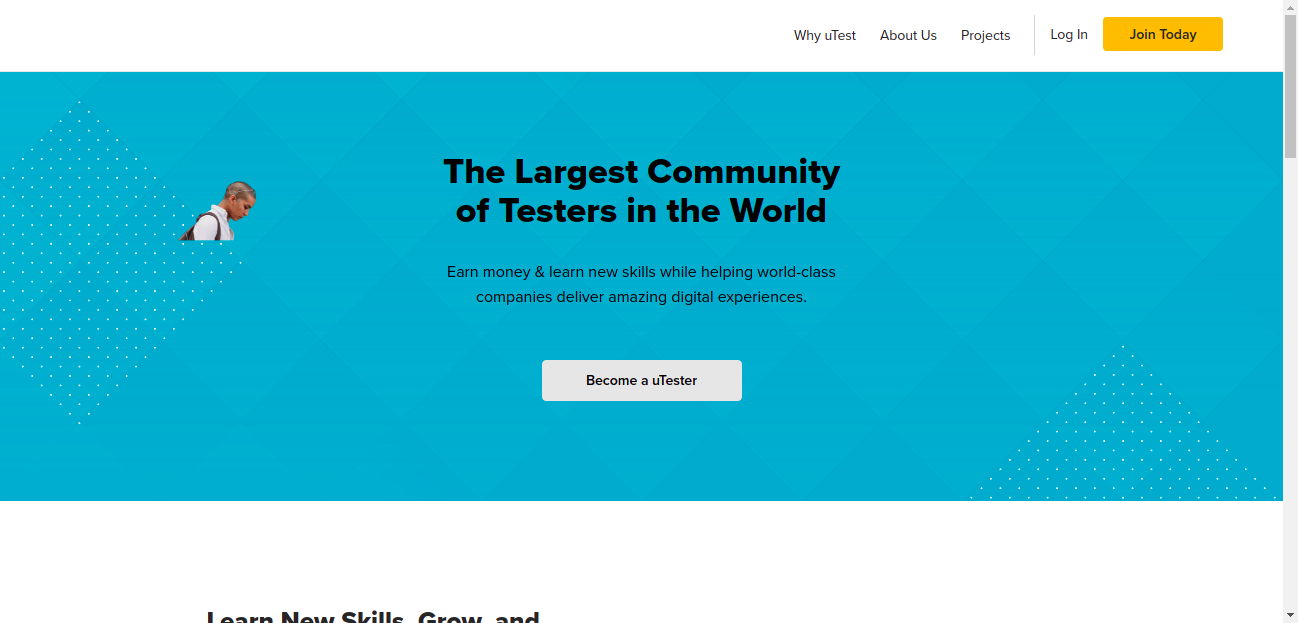 Why uTest About Us Projects Log In Join Today
The Largest Community
of Testers in the World
Earn money & learn new skills while helping world-class
companies deliver amazing digital experiences.
Become a uTester
Learn New Skills, Grow, and